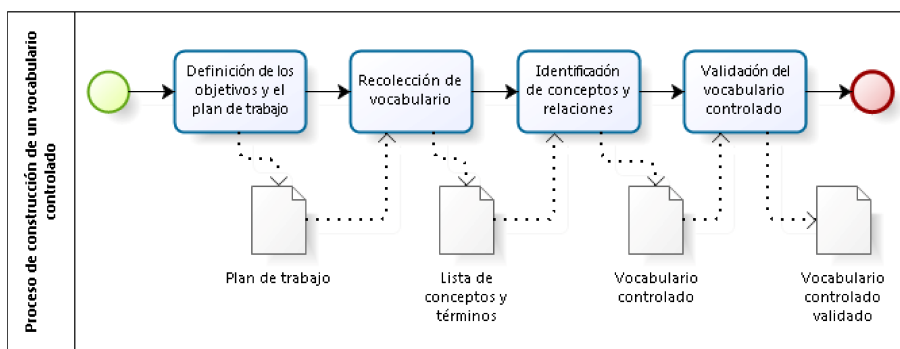 Proceso de construcción de un vocabulario
controlado
Definición de los
objetivos y el
plan de trabajo
Recolección de
vocabulario
Identificación
de conceptos y
relaciones
Validación del
vocabulario
controlado
Plan de trabajo
Lista de
conceptos y
términos
Vocabulario
controlado
Vocabulario
controlado
validado